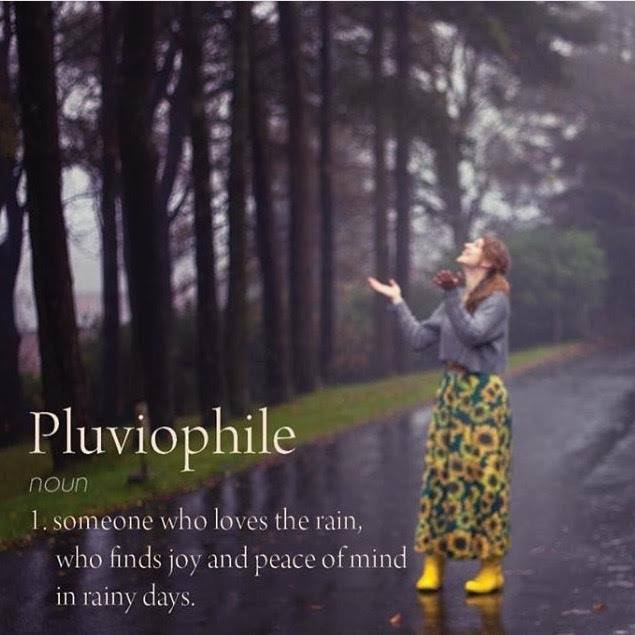 Pluviophile
noun
1. someone who loves the rain,
who finds joy and peace of mind
in rainy days.